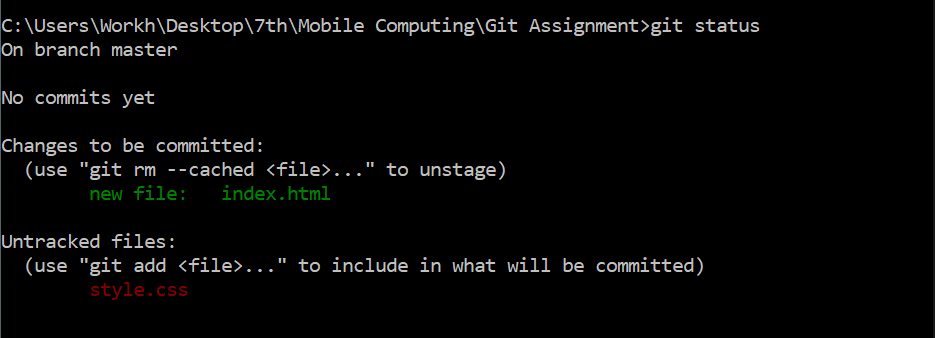 C:\Users\Workh\Desktop\7th\Mobile Computing\Git Assignment>git status
On branch master
No commits yet
Changes to be committed:
(use "git rm --cached <file>..." to unstage)
new file:   index.html
Untracked files:
(use "git add <file>..." to include in what will be committed)
style.css